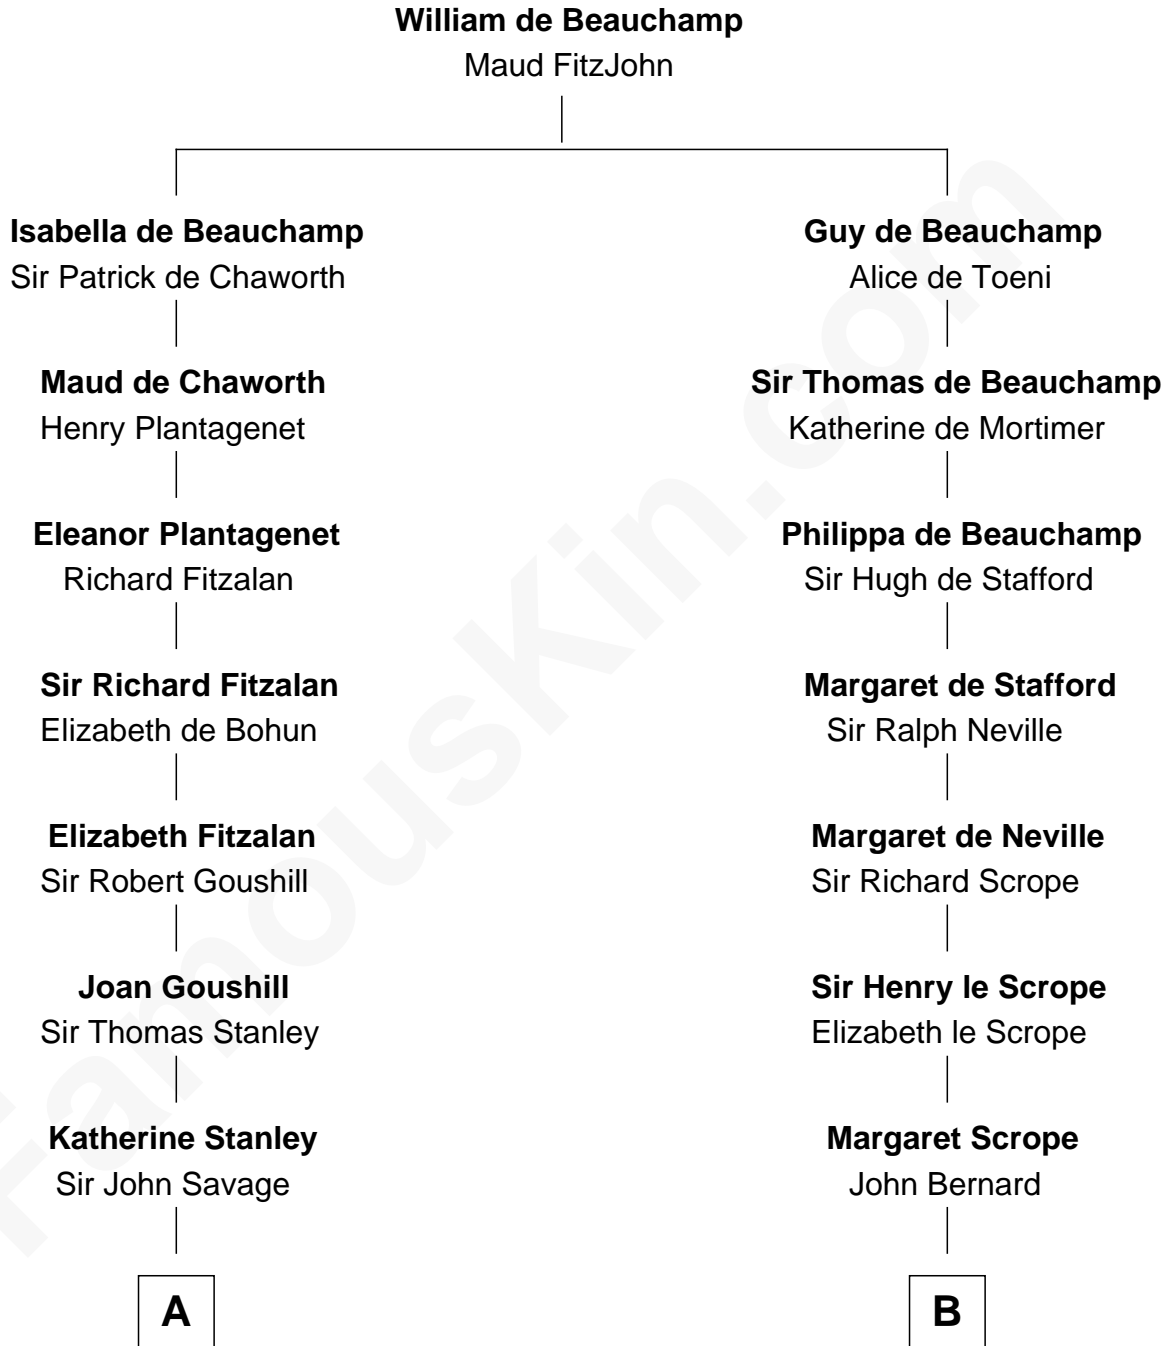 William de Beauchamp
Maud FitzJohn
Isabella de Beauchamp
Sir Patrick de Chaworth
Guy de Beauchamp
Alice de Toeni
Maud de Chaworth
Henry Plantagenet
Sir Thomas de Beauchamp
Katherine de Mortimer
Eleanor Plantagenet
Richard Fitzalan
Philippa de Beauchamp
Sir Hugh de Stafford
Sir Richard Fitzalan
Elizabeth de Bohun
Margaret de Stafford
Sir Ralph Neville
Elizabeth Fitzalan
Sir Robert Goushill
Margaret de Neville
Sir Richard Scrope
Joan Goushill
Sir Thomas Stanley
Sir Henry le Scrope
Elizabeth le Scrope
Katherine Stanley
Sir John Savage
Margaret Scrope
John Bernard
A
B
FamousKin.com